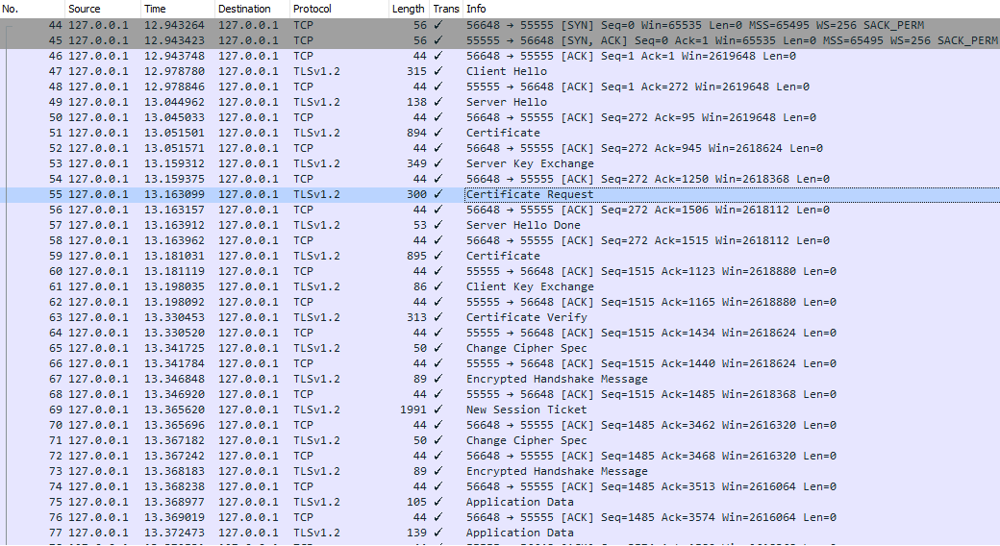 No. Source Time Destination Protocol Length Trans Info
44 127.0.0.1 12.943264 127.0.0.1 TCP 56 ✓ 56648 → 55555 [SYN] Seq=0 Win=65535 Len=0 MSS=65495 WS=256 SACK_PERM
45 127.0.0.1 12.943423 127.0.0.1 TCP 56 ✓ 55555 → 56648 [SYN, ACK] Seq=0 Ack=1 Win=65535 Len=0 MSS=65495 WS=256 SACK_PERM
46 127.0.0.1 12.943748 127.0.0.1 TCP 44 ✓ 56648 → 55555 [ACK] Seq=1 Ack=1 Win=2619648 Len=0
47 127.0.0.1 12.978780 127.0.0.1 TLSv1.2 315 ✓ Client Hello
48 127.0.0.1 12.978846 127.0.0.1 TCP 44 ✓ 55555 → 56648 [ACK] Seq=1 Ack=272 Win=2619648 Len=0
49 127.0.0.1 13.044962 127.0.0.1 TLSv1.2 138 ✓ Server Hello
50 127.0.0.1 13.045033 127.0.0.1 TCP 44 ✓ 56648 → 55555 [ACK] Seq=272 Ack=95 Win=2619648 Len=0
51 127.0.0.1 13.051501 127.0.0.1 TLSv1.2 894 ✓ Certificate
52 127.0.0.1 13.051571 127.0.0.1 TCP 44 ✓ 56648 → 55555 [ACK] Seq=272 Ack=945 Win=2618624 Len=0
53 127.0.0.1 13.159312 127.0.0.1 TLSv1.2 349 ✓ Server Key Exchange
54 127.0.0.1 13.159375 127.0.0.1 TCP 44 ✓ 56648 → 55555 [ACK] Seq=272 Ack=1250 Win=2618368 Len=0
55 127.0.0.1 13.163099 127.0.0.1 TLSv1.2 300 ✓ Certificate Request
56 127.0.0.1 13.163157 127.0.0.1 TCP 44 ✓ 56648 → 55555 [ACK] Seq=272 Ack=1506 Win=2618112 Len=0
57 127.0.0.1 13.163912 127.0.0.1 TLSv1.2 53 ✓ Server Hello Done
58 127.0.0.1 13.163962 127.0.0.1 TCP 44 ✓ 56648 → 55555 [ACK] Seq=272 Ack=1515 Win=2618112 Len=0
59 127.0.0.1 13.181031 127.0.0.1 TLSv1.2 895 ✓ Certificate
60 127.0.0.1 13.181119 127.0.0.1 TCP 44 ✓ 55555 → 56648 [ACK] Seq=1515 Ack=1123 Win=2618880 Len=0
61 127.0.0.1 13.198035 127.0.0.1 TLSv1.2 86 ✓ Client Key Exchange
62 127.0.0.1 13.198092 127.0.0.1 TCP 44 ✓ 55555 → 56648 [ACK] Seq=1515 Ack=1165 Win=2618880 Len=0
63 127.0.0.1 13.330453 127.0.0.1 TLSv1.2 313 ✓ Certificate Verify
64 127.0.0.1 13.330520 127.0.0.1 TCP 44 ✓ 55555 → 56648 [ACK] Seq=1515 Ack=1434 Win=2618624 Len=0
65 127.0.0.1 13.341725 127.0.0.1 TLSv1.2 50 ✓ Change Cipher Spec
66 127.0.0.1 13.341784 127.0.0.1 TCP 44 ✓ 55555 → 56648 [ACK] Seq=1515 Ack=1440 Win=2618624 Len=0
67 127.0.0.1 13.346848 127.0.0.1 TLSv1.2 89 ✓ Encrypted Handshake Message
68 127.0.0.1 13.346920 127.0.0.1 TCP 44 ✓ 55555 → 56648 [ACK] Seq=1515 Ack=1485 Win=2618368 Len=0
69 127.0.0.1 13.365620 127.0.0.1 TLSv1.2 1991 ✓ New Session Ticket
70 127.0.0.1 13.365696 127.0.0.1 TCP 44 ✓ 56648 → 55555 [ACK] Seq=1485 Ack=3462 Win=2616320 Len=0
71 127.0.0.1 13.367182 127.0.0.1 TLSv1.2 50 ✓ Change Cipher Spec
72 127.0.0.1 13.367242 127.0.0.1 TCP 44 ✓ 56648 → 55555 [ACK] Seq=1485 Ack=3468 Win=2616320 Len=0
73 127.0.0.1 13.368183 127.0.0.1 TLSv1.2 89 ✓ Encrypted Handshake Message
74 127.0.0.1 13.368238 127.0.0.1 TCP 44 ✓ 56648 → 55555 [ACK] Seq=1485 Ack=3513 Win=2616064 Len=0
75 127.0.0.1 13.368977 127.0.0.1 TLSv1.2 105 ✓ Application Data
76 127.0.0.1 13.369019 127.0.0.1 TCP 44 ✓ 56648 → 55555 [ACK] Seq=1485 Ack=3574 Win=2616064 Len=0
77 127.0.0.1 13.372473 127.0.0.1 TLSv1.2 139 ✓ Application Data